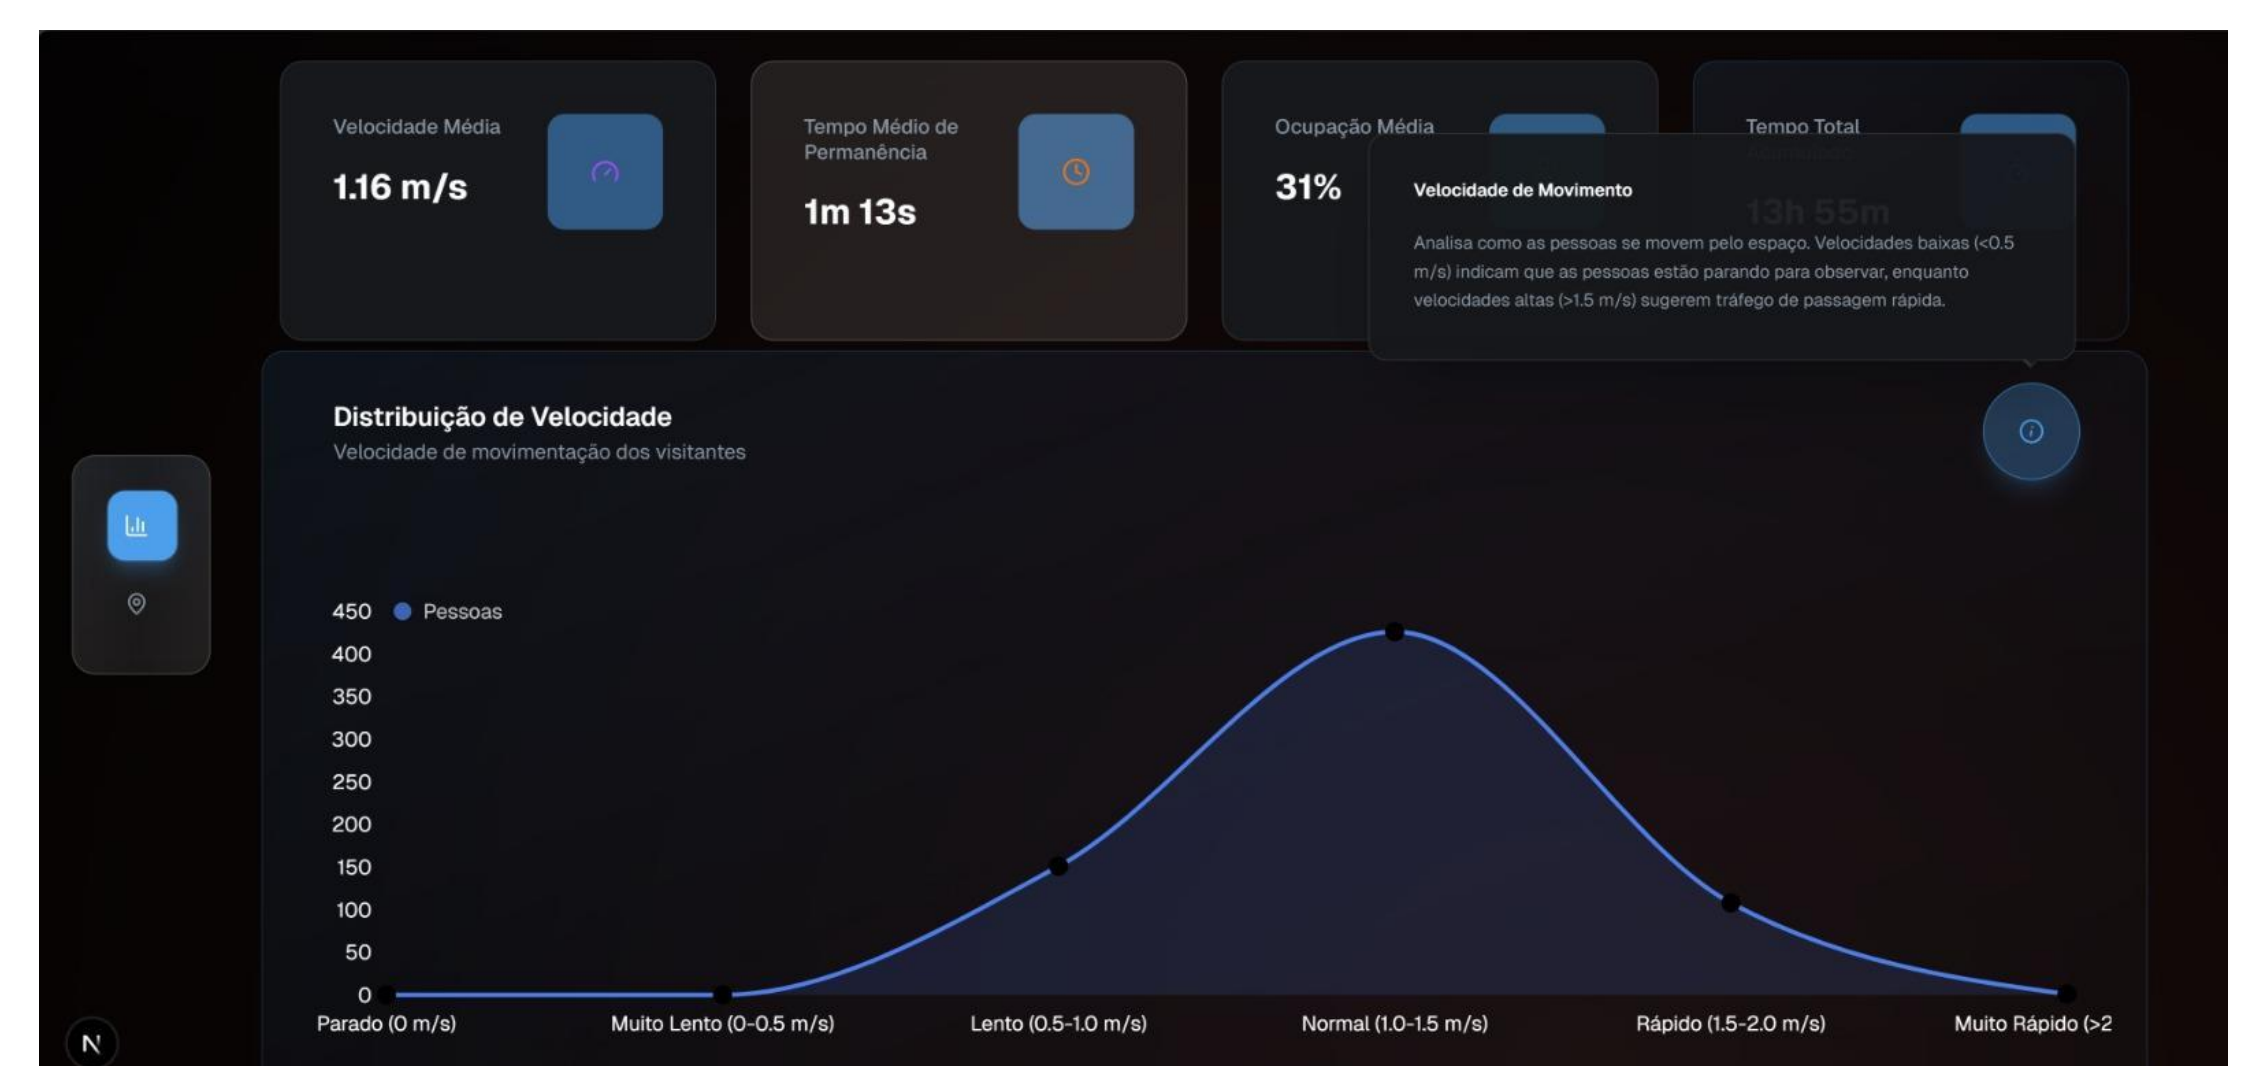 Velocidade Média
1.16 m/s
Tempo Médio de
Permanência
1m 13s
Ocupação Média
31%
Tempo Total
13h 55m
Velocidade de Movimento
Analisa como as pessoas se movem pelo espaço. Velocidades baixas (<0.5
m/s) indicam que as pessoas estão parando para observar, enquanto
velocidades altas (>1.5 m/s) sugerem tráfego de passagem rápida.
Distribuição de Velocidade
Velocidade de movimentação dos visitantes
Pessoas
450
400
350
300
250
200
150
100
50
0
Parado (0 m/s)
Muito Lento (0-0.5 m/s)
Lento (0.5-1.0 m/s)
Normal (1.0-1.5 m/s)
Rápido (1.5-2.0 m/s)
Muito Rápido (>2
N